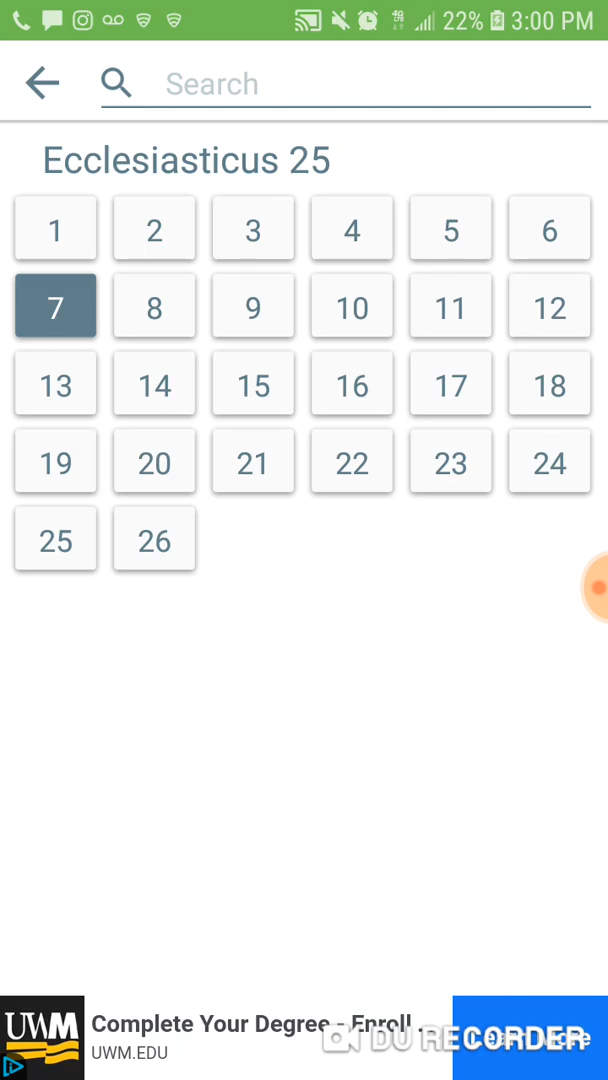 22% 3:00 PM
Search
Ecclesiasticus 25
1 2 3 4 5 6
7 8 9 10 11 12
13 14 15 16 17 18
19 20 21 22 23 24
25 26
UWM
Complete Your Degree - Enroll ...
UWM.EDU
Learn More
DU RECORDER